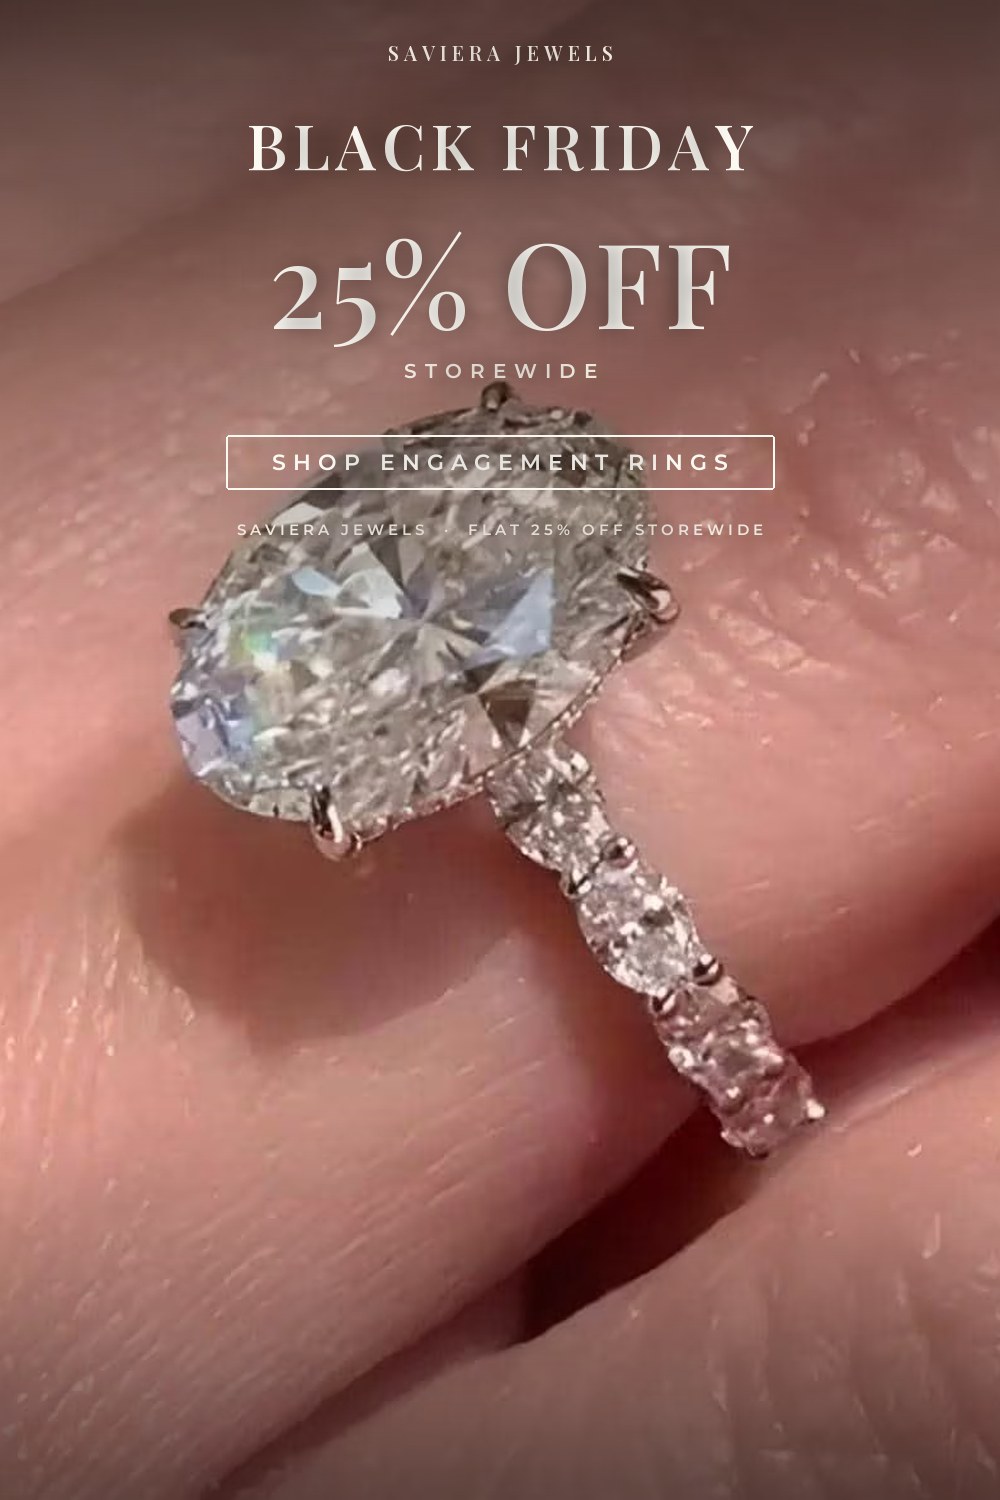 SAVIERA JEWELS
BLACK FRIDAY
25% OFF
STOREWIDE
SHOP ENGAGEMENT RINGS
SAVIERA JEWELS · FLAT 25% OFF STOREWIDE